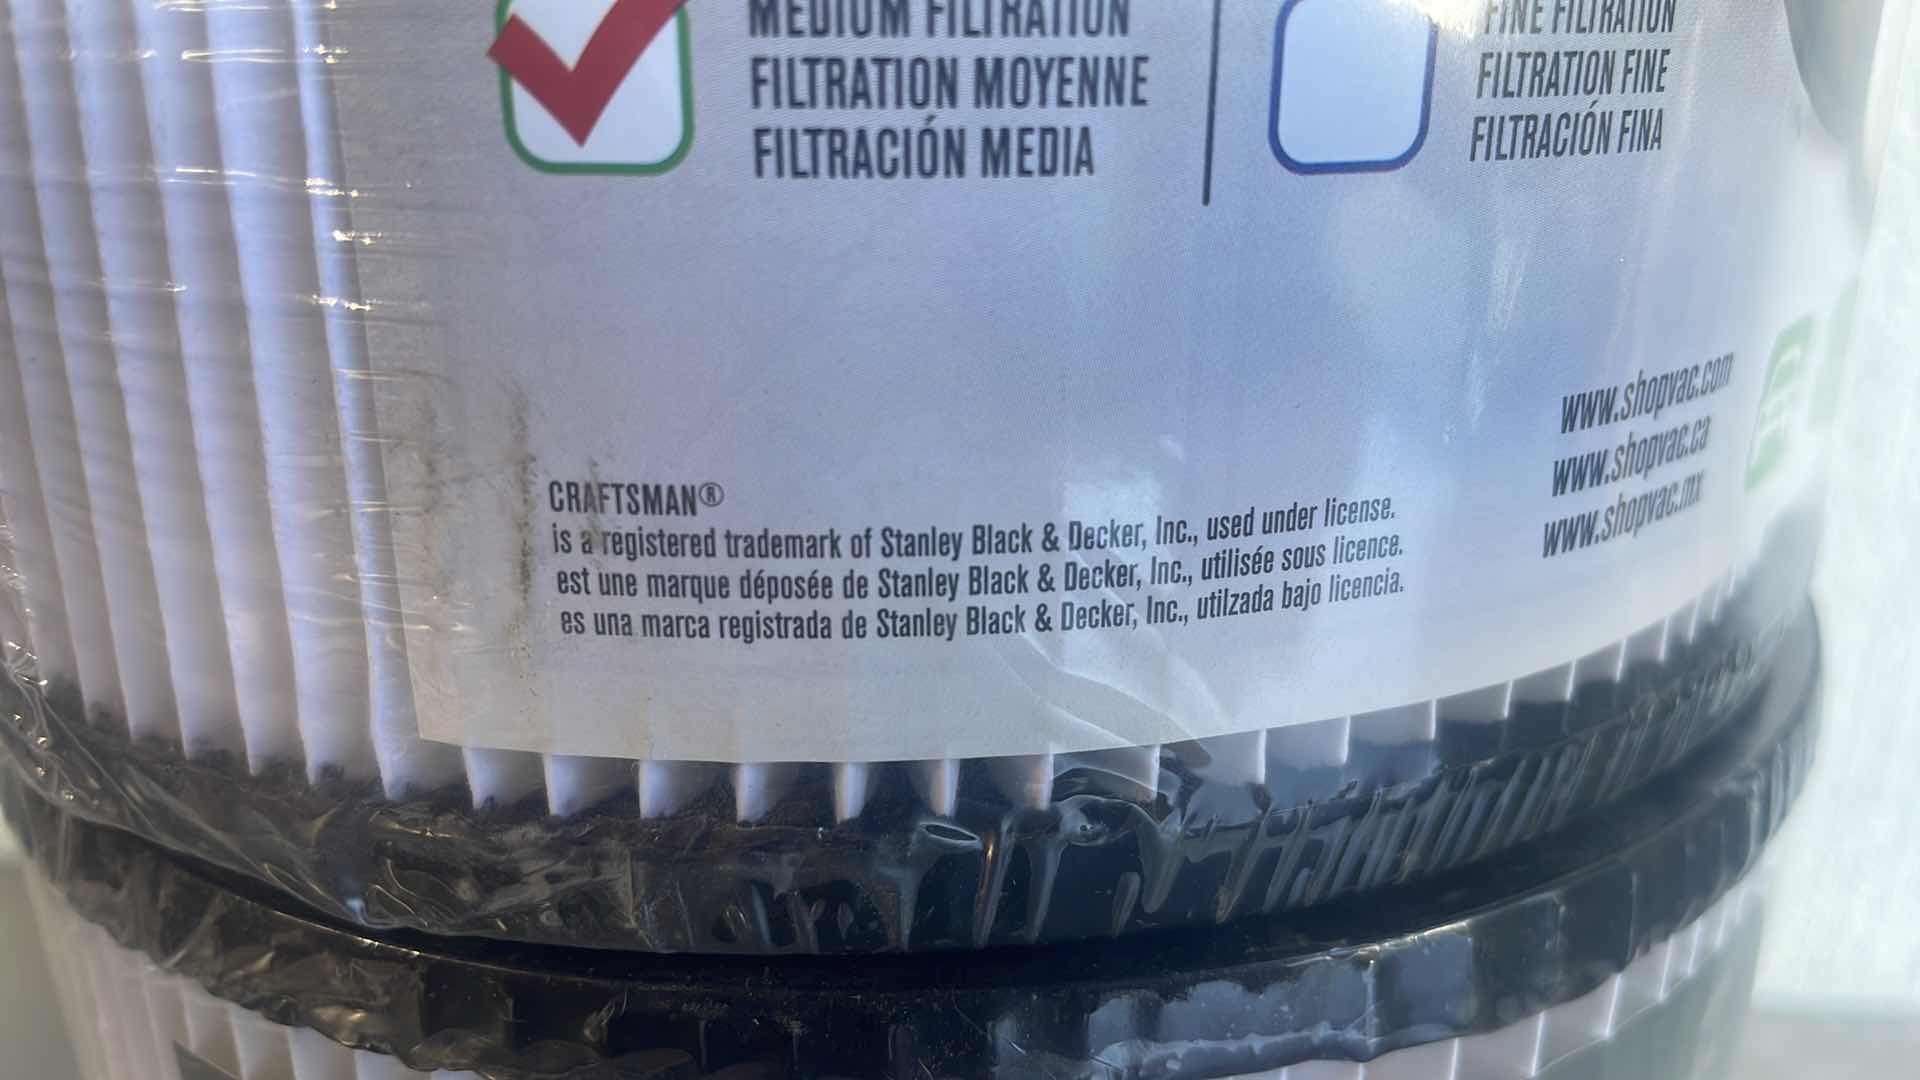 MEDIUM FILTRATION
FILTRATION MOYENNE
FILTRACIÓN MEDIA
FINE FILTRATION
FILTRATION FINE
FILTRACIÓN FINA
CRAFTSMAN®
is a registered trademark of Stanley Black & Decker, Inc., used under license.
est une marque déposée de Stanley Black & Decker, Inc., utilisée sous licence.
es una marca registrada de Stanley Black & Decker, Inc., utilzada bajo licencia.
www.shopvac.com
www.shopvac.ca
www.shopvac.mx